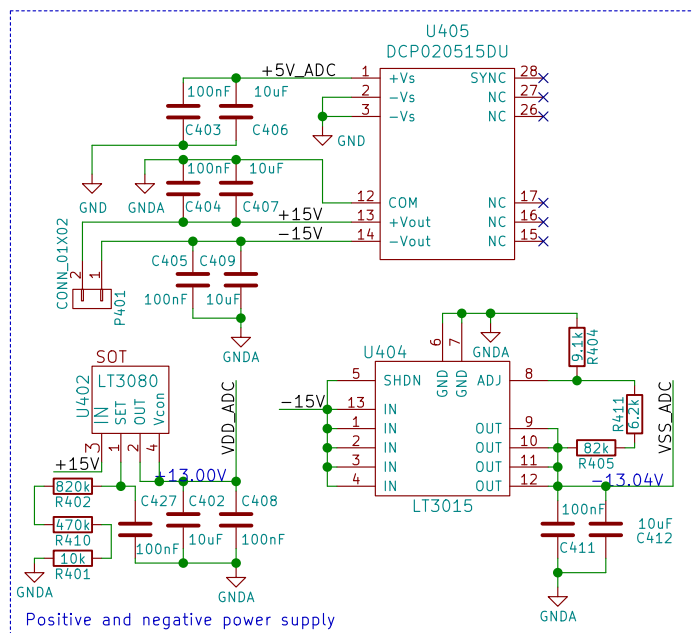 U405
DCP020515DU
+5V_ADC
1 +Vs SYNC 28
2 -Vs NC 27
3 -Vs NC 26
100nF 10uF
C403 C406
GND
GND GNDA
100nF 10uF
C404 C407
12 COM NC 17
+15V 13 +Vout NC 16
-15V 14 -Vout NC 15
CONN_01X02
2 1
P401
C405 C409
100nF 10uF
GNDA
6 7
GNDA
9.1k
R404
U404
GND GND
5 SHDN ADJ 8
-15V
13 IN
1 IN OUT 9
2 IN OUT 10
3 IN OUT 11
4 IN OUT 12
LT3015
R411
6.2k
82k
R405
VSS_ADC
-13.04V
100nF
C411
10uF
C412
GNDA
SOT
U402
LT3080
IN SET OUT Vcon
3 1 2 4
VDD_ADC
+15V
+13.00V
820k
R402
470k
R410
10k
R401
GNDA
C427 C402 C408
100nF 10uF 100nF
GNDA
Positive and negative power supply